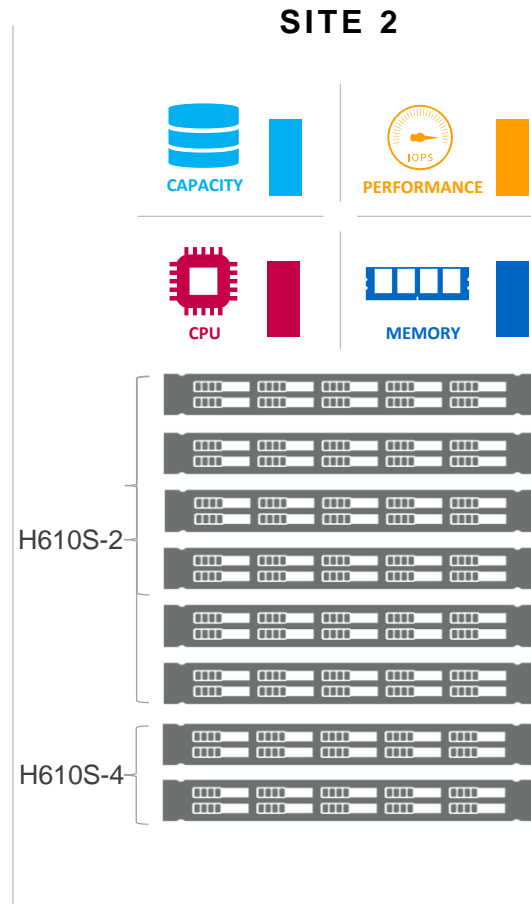 SITE 2
IOPS
CAPACITY
PERFORMANCE
CPU
MEMORY
H610S-2
H610S-4